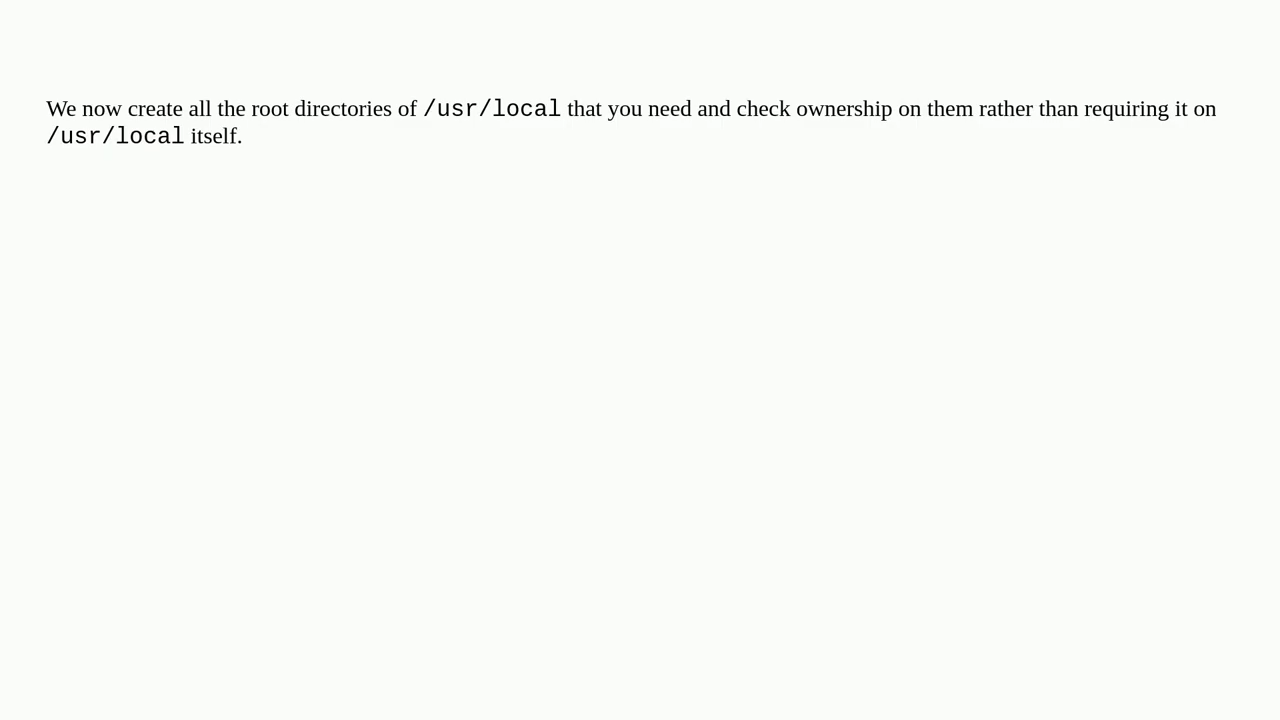 We now create all the root directories of /usr/local that you need and check ownership on them rather than requiring it on
/usr/local itself.